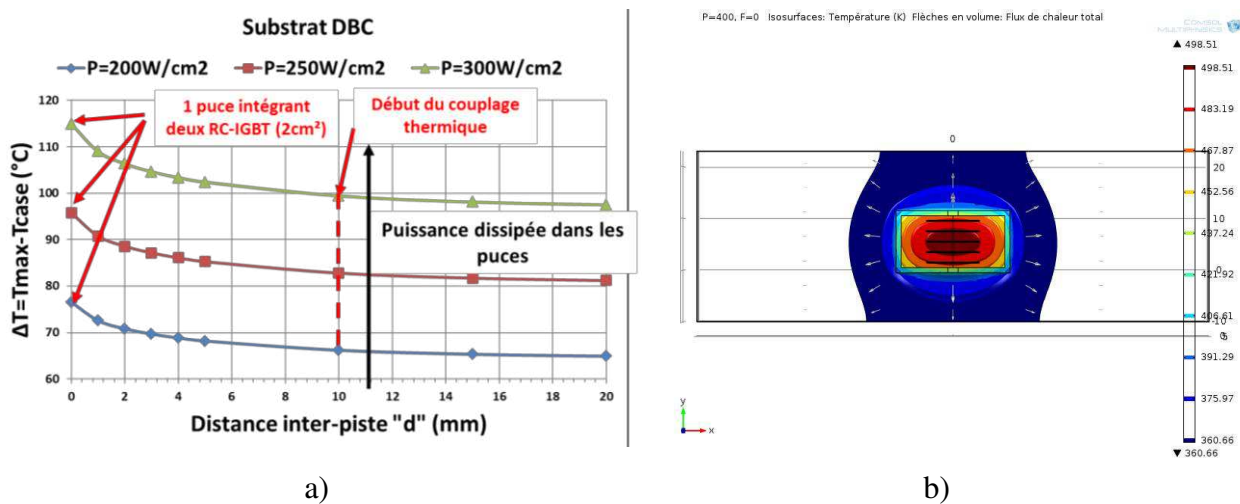 Substrat DBC
P=200W/cm2 P=250W/cm2 P=300W/cm2
120
110
100
90
80
70
60
ΔT=Tmax-Tcase (°C)
1 puce intégrant
deux RC-IGBT (2cm²)
Début du couplage
thermique
Puissance dissipée dans les
puces
0 2 4 6 8 10 12 14 16 18 20
Distance inter-piste "d" (mm)
a)
P=400, F=0 Isosurfaces: Température (K) Flèches en volume: Flux de chaleur total
COMSOL
MULTIPHYSICS
▲ 498.51
498.51
483.19
467.87
452.56
437.24
421.92
406.61
391.29
375.97
360.66
▼ 360.66
0
20
10
0
-10
y
x
b)